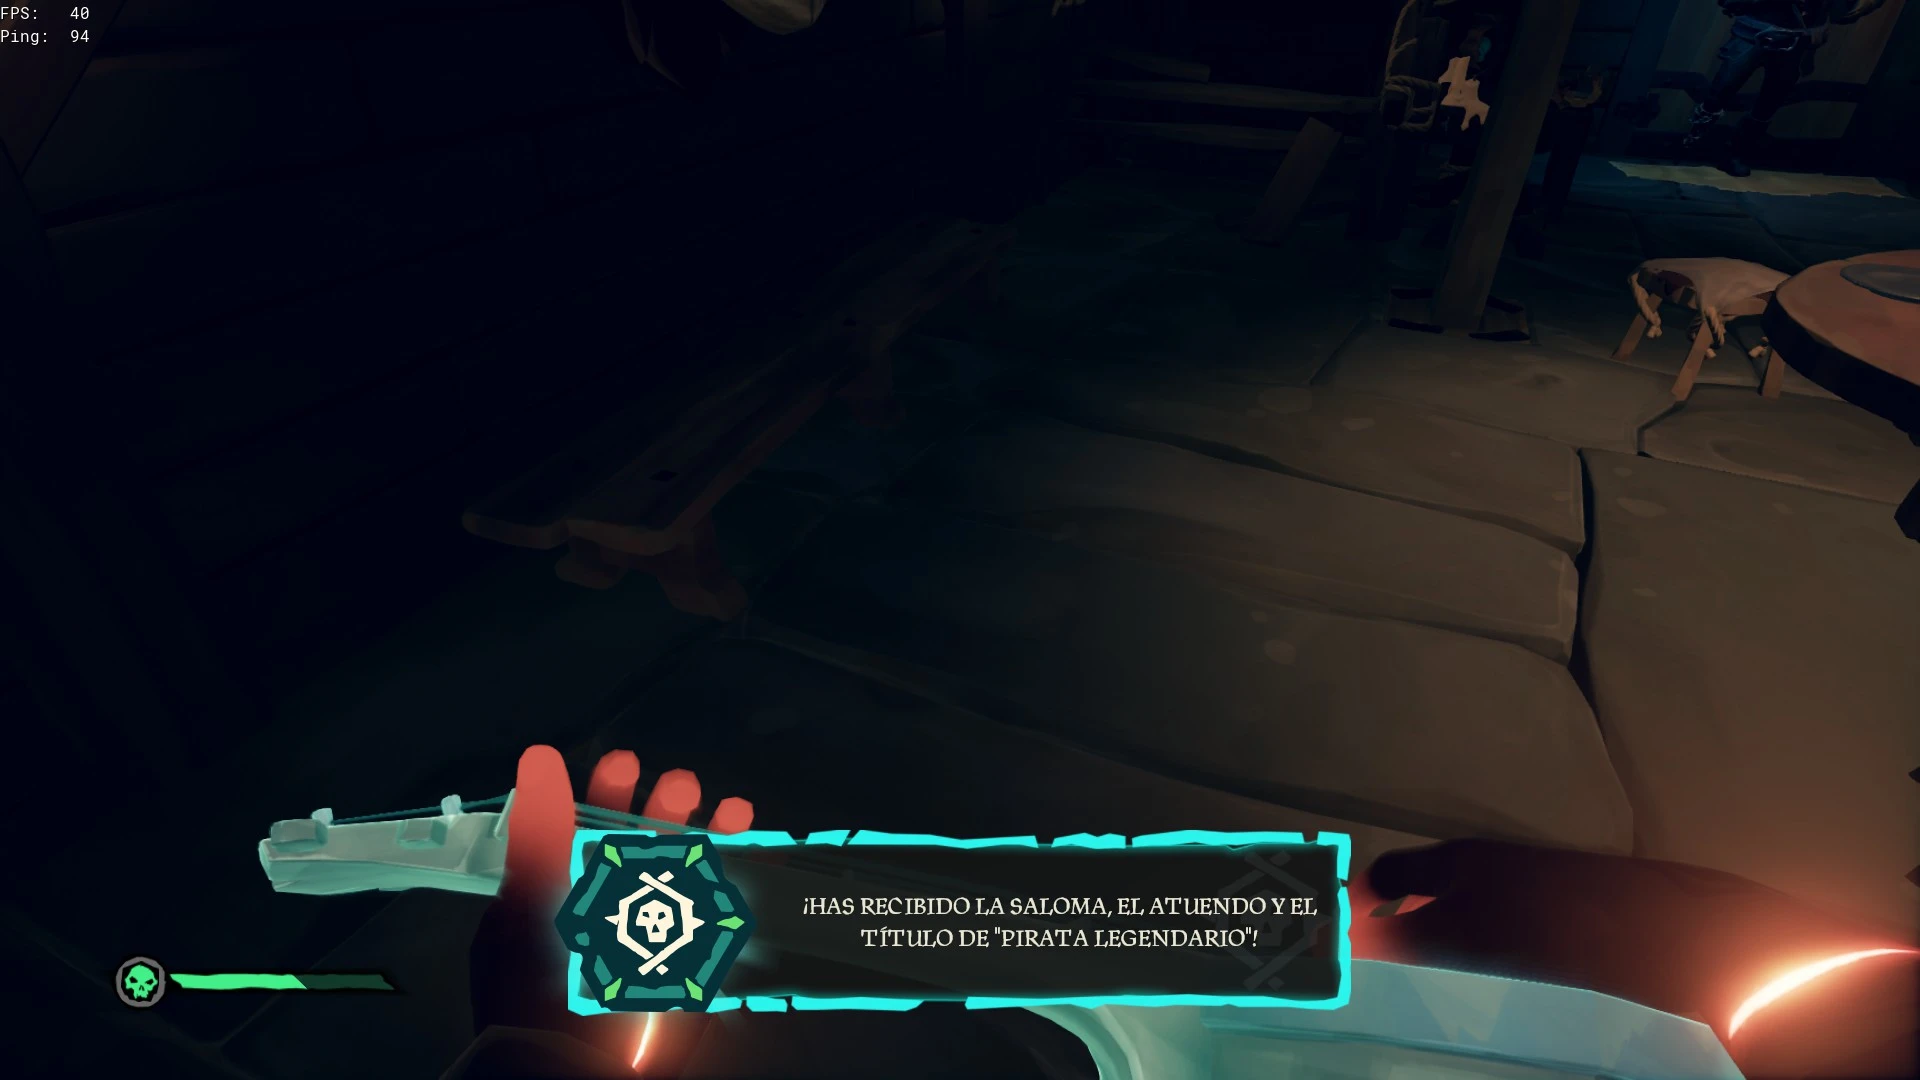 FPS: 40
Ping: 94
¡HAS RECIBIDO LA SALOMA, EL ATUENDO Y EL
TÍTULO DE "PIRATA LEGENDARIO"!